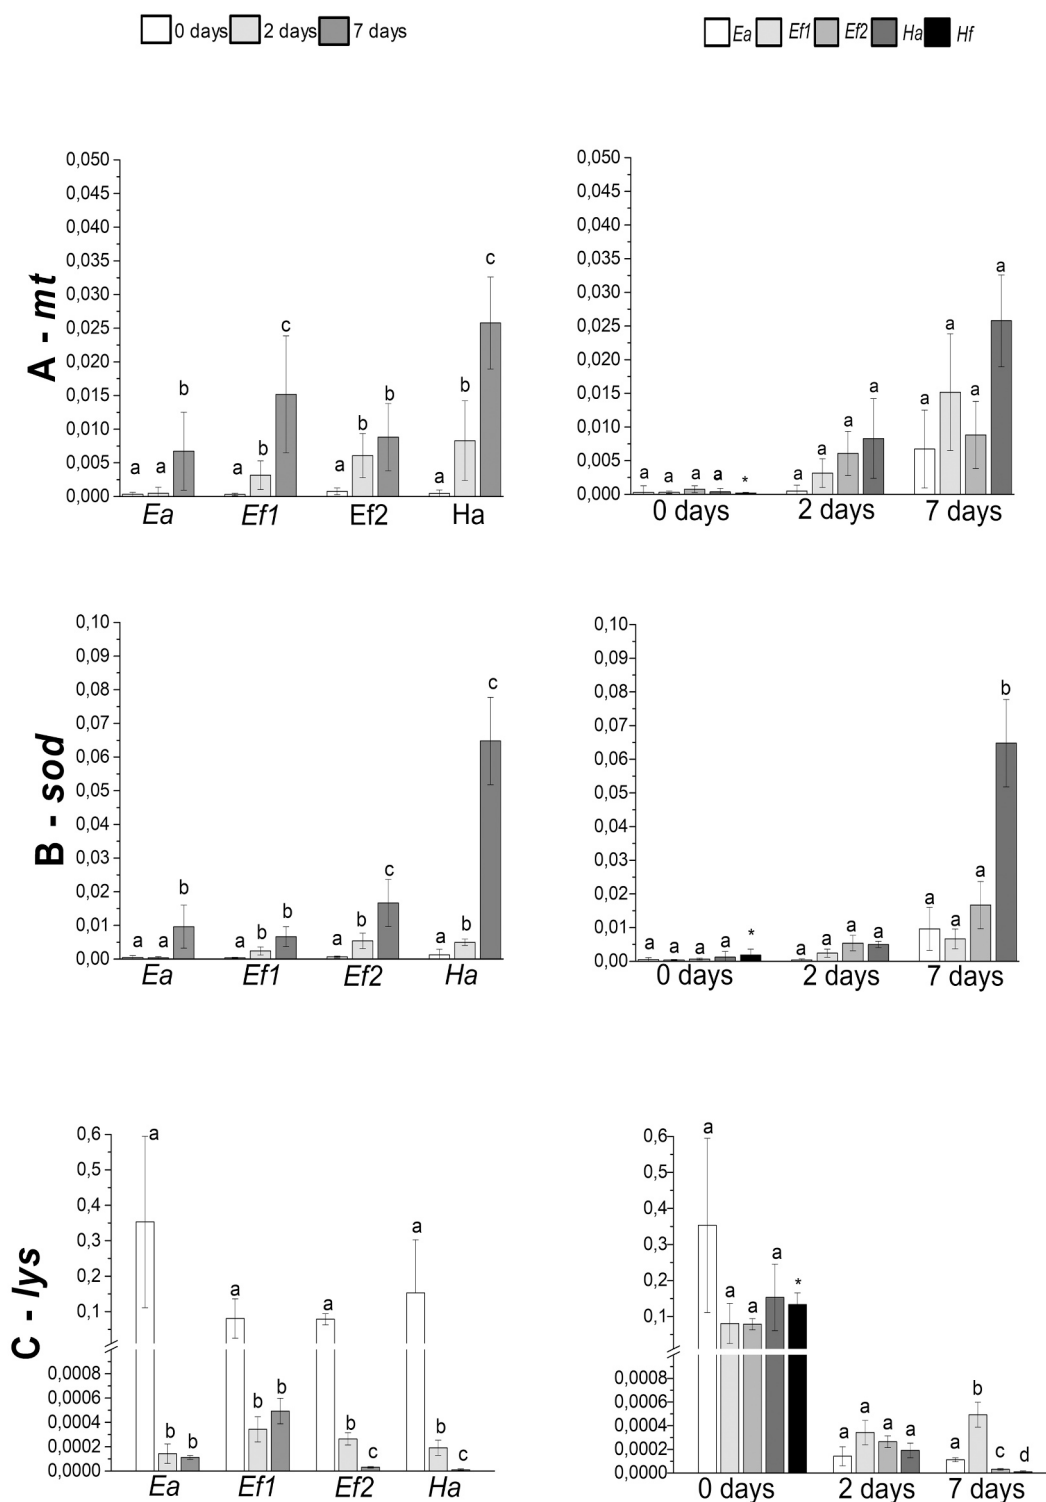 0 days 2 days 7 days
Ea Ef1 Ef2 Ha Hf
A - mt
0,050
0,045
0,040
0,035
0,030
0,025
0,020
0,015
0,010
0,005
0,000
a a b
a b c
a b b
a b c
Ea Ef1 Ef2 Ha
0,050
0,045
0,040
0,035
0,030
0,025
0,020
0,015
0,010
0,005
0,000
a a a a *
a a a a
a a a a
0 days 2 days 7 days
B - sod
0,10
0,09
0,08
0,07
0,06
0,05
0,04
0,03
0,02
0,01
0,00
a a b
a b b
a b c
a b c
Ea Ef1 Ef2 Ha
0,10
0,09
0,08
0,07
0,06
0,05
0,04
0,03
0,02
0,01
0,00
a a a a *
a a a a
a a a b
0 days 2 days 7 days
C - lys
0,6
0,5
0,4
0,3
0,2
0,1
0,0008
0,0006
0,0004
0,0002
0,0000
a b b
a b b
a b c
a b c
Ea Ef1 Ef2 Ha
0,6
0,5
0,4
0,3
0,2
0,1
0,0008
0,0006
0,0004
0,0002
0,0000
a a a a *
a a a a
a b c d
0 days 2 days 7 days